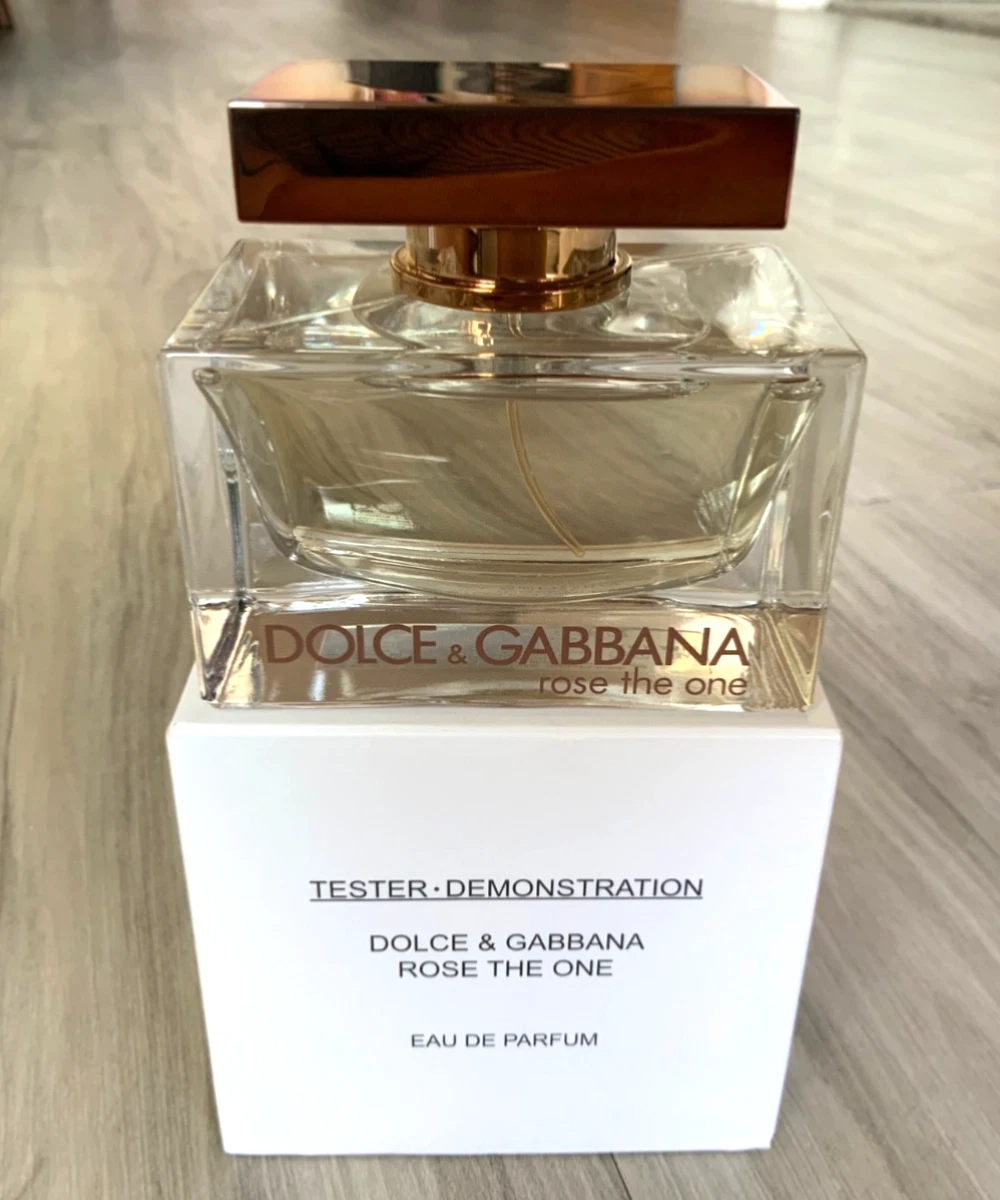 DOLCE & GABBANA
rose the one
TESTER·DEMONSTRATION
DOLCE & GABBANA
ROSE THE ONE
EAU DE PARFUM